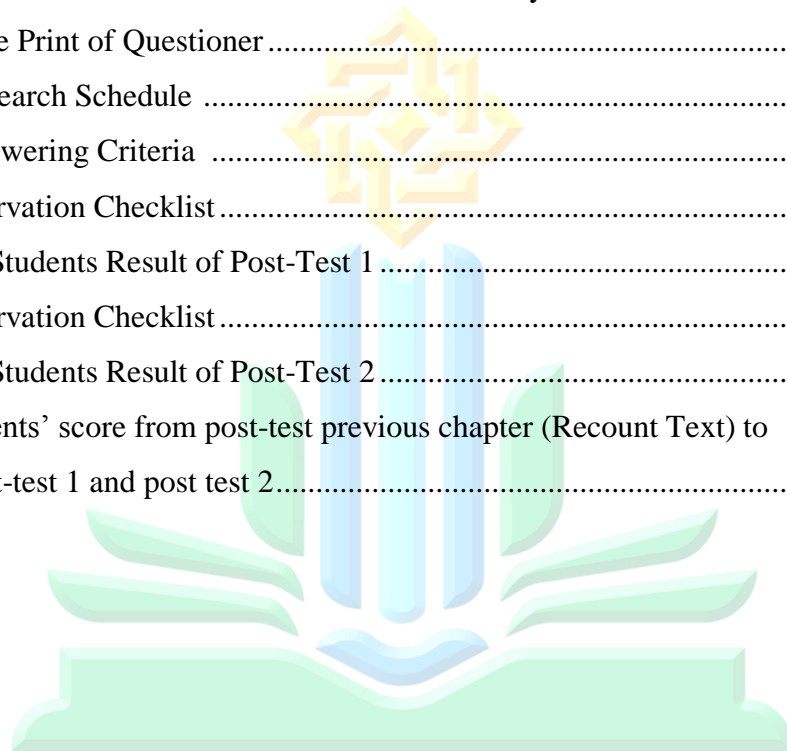 e Print of Questioner ........................................................................
earch Schedule ........................................................................
wering Criteria ........................................................................
rvation Checklist ........................................................................
Students Result of Post-Test 1 ........................................................................
rvation Checklist ........................................................................
Students Result of Post-Test 2 ........................................................................
ents’ score from post-test previous chapter (Recount Text) to
t-test 1 and post test 2 ........................................................................